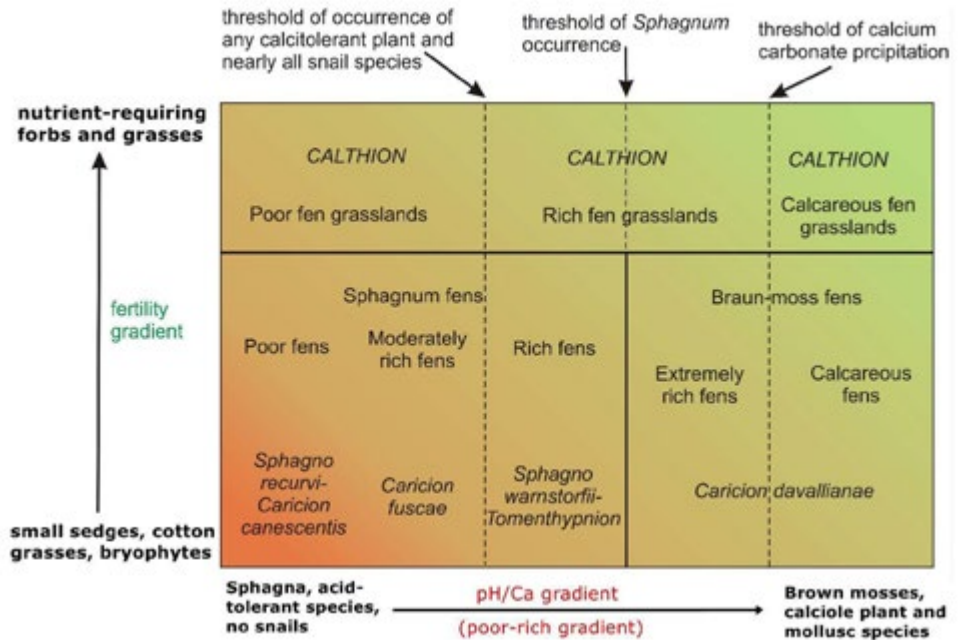 threshold of occurrence of
any calcitolerant plant and
nearly all snail species
threshold of Sphagnum
occurrence
threshold of calcium
carbonate prcipitation
nutrient-requiring
forbs and grasses
CALTHION
CALTHION
CALTHION
Poor fen grasslands
Rich fen grasslands
Calcareous fen
grasslands
fertility
gradient
Sphagnum fens
Braun-moss fens
Poor fens
Moderately
rich fens
Rich fens
Extremely
rich fens
Calcareous
fens
Sphagno
recurvi-
Caricion
canescentis
Caricion
fuscae
Sphagno
warnstorfii-
Tomenthypnion
Caricion davallianae
small sedges, cotton
grasses, bryophytes
Sphagna, acid-
tolerant species,
no snails
pH/Ca gradient
(poor-rich gradient)
Brown mosses,
calciole plant and
mollusc species